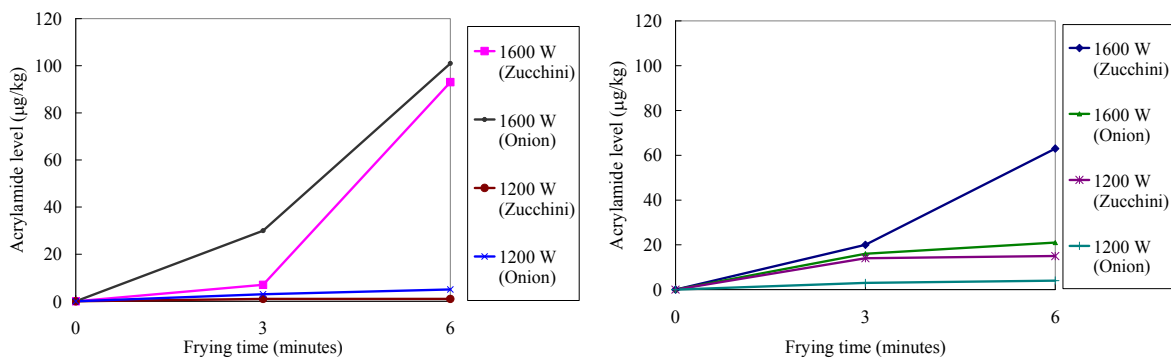 Acrylamide level (µg/kg)
120
100
80
60
40
20
0
0 3 6
Frying time (minutes)
1600 W
(Zucchini)
1600 W
(Onion)
1200 W
(Zucchini)
1200 W
(Onion)
Acrylamide level (µg/kg)
120
100
80
60
40
20
0
0 3 6
Frying time (minutes)
1600 W
(Zucchini)
1600 W
(Onion)
1200 W
(Zucchini)
1200 W
(Onion)